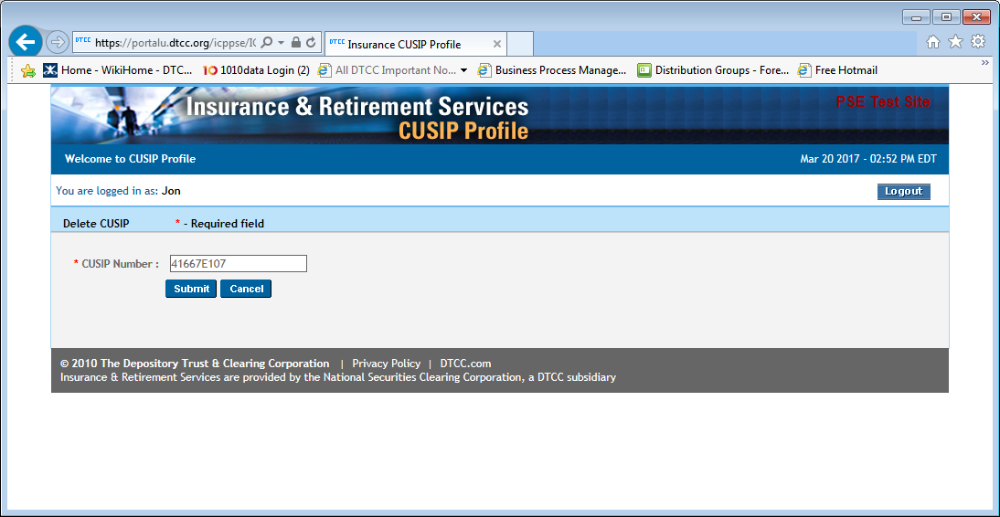 DTCC https://portalu.dtcc.org/icppse/IC
DTCC Insurance CUSIP Profile
Home - WikiHome - DTC... 1010data Login (2) All DTCC Important No... Business Process Manage... Distribution Groups - Fore... Free Hotmail
Insurance & Retirement Services PSE Test Site
CUSIP Profile
Welcome to CUSIP Profile Mar 20 2017 - 02:52 PM EDT
You are logged in as: Jon Logout
Delete CUSIP * - Required field
* CUSIP Number : 41667E107
Submit Cancel
© 2010 The Depository Trust & Clearing Corporation | Privacy Policy | DTCC.com
Insurance & Retirement Services are provided by the National Securities Clearing Corporation, a DTCC subsidiary